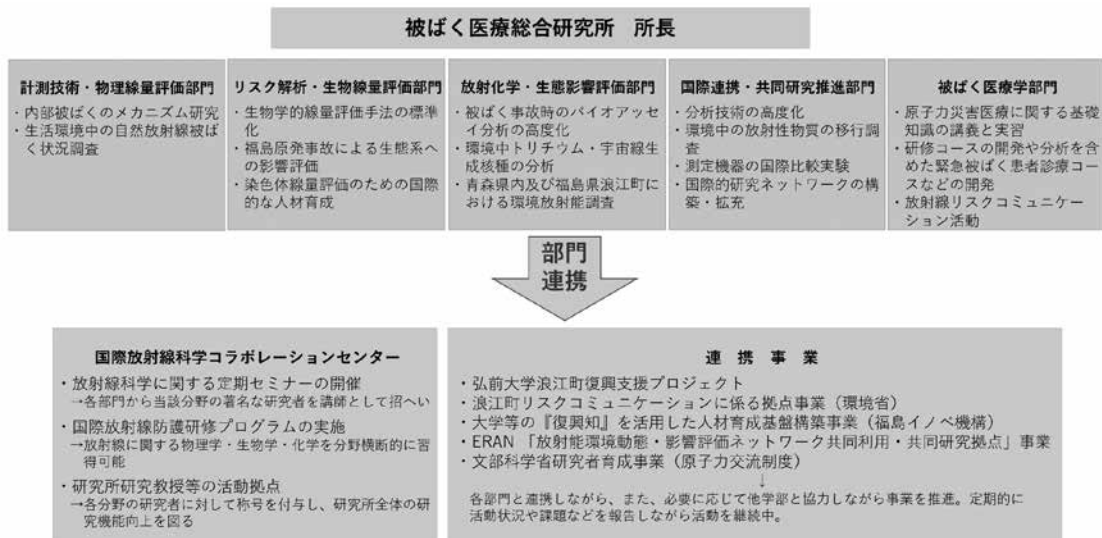 被ばく医療総合研究所　所長
計測技術・物理線量評価部門
・内部被ばくのメカニズム研究
・生活環境中の自然放射線被ば
く状況調査
リスク解析・生物線量評価部門
・生物学的線量評価手法の標準
化
・福島原発事故による生態系へ
の影響評価
・染色体線量評価のための国際
的な人材育成
放射化学・生態影響評価部門
・被ばく事故時のバイオアッセ
イ分析の高度化
・環境中トリチウム・宇宙線生
成核種の分析
・青森県内及び福島県浪江町に
おける環境放射能調査
国際連携・共同研究推進部門
・分析技術の高度化
・環境中の放射性物質の移行調
査
・測定機器の国際比較実験
・国際的研究ネットワークの構
築・拡充
被ばく医療学部門
・原子力災害医療に関する基礎
知識の講義と実習
・研修コースの開発や分析を含
めた緊急被ばく患者診療コー
スなどの開発
・放射線リスクコミュニケー
ション活動
部門
連携
国際放射線科学コラボレーションセンター
・放射線科学に関する定期セミナーの開催
→各部門から当該分野の著名な研究者を講師として招へい
・国際放射線防護研修プログラムの実施
→放射線に関する物理学・生物学・化学を分野横断的に習
得可能
・研究所研究教授等の活動拠点
→各分野の研究者に対して称号を付与し、研究所全体の研
究機能向上を図る
連　携　事　業
・弘前大学浪江町復興支援プロジェクト
・浪江町リスクコミュニケーションに係る拠点事業（環境省）
・大学等の『復興知』を活用した人材育成基盤構築事業（福島イノベ機構）
・ERAN 「放射能環境動態・影響評価ネットワーク共同利用・共同研究拠点」事業
・文部科学省研究者育成事業（原子力交流制度）
↓
各部門と連携しながら、また、必要に応じて他学部と協力しながら事業を推進。定期的に
活動状況や課題などを報告しながら活動を継続中。